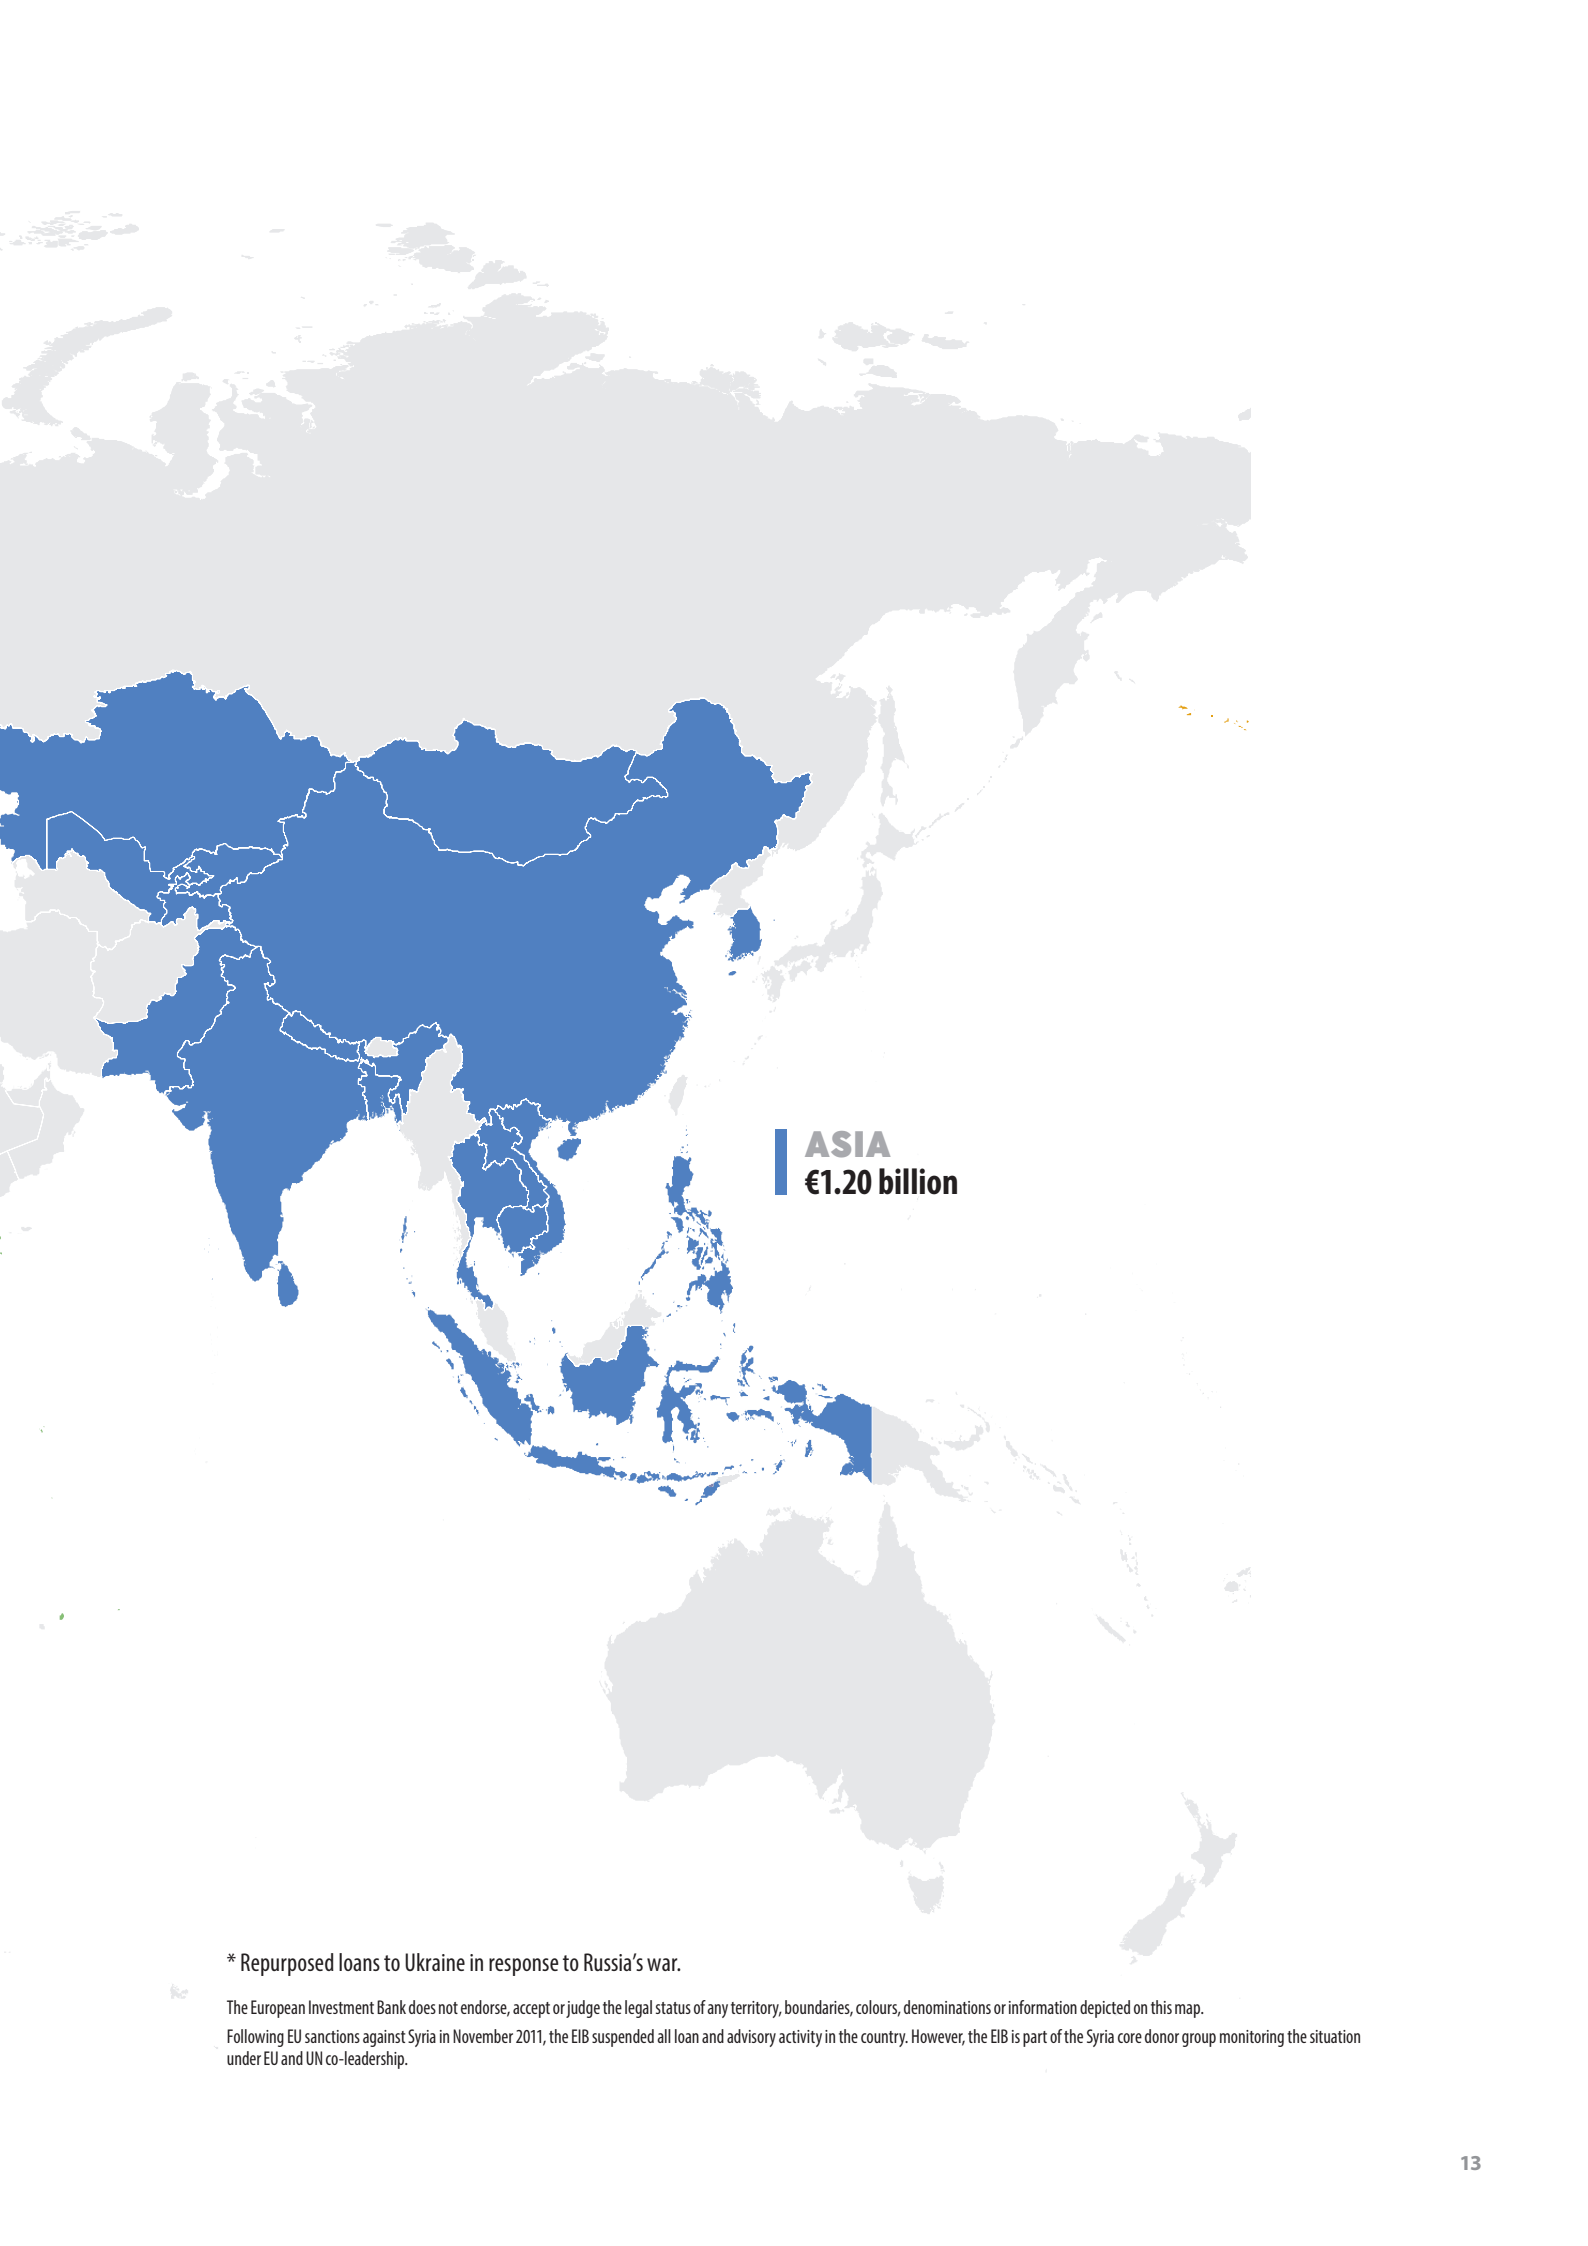 ASIA
€1.20 billion
* Repurposed loans to Ukraine in response to Russia’s war.
The European Investment Bank does not endorse, accept or judge the legal status of any territory, boundaries, colours, denominations or information depicted on this map.
Following EU sanctions against Syria in November 2011, the EIB suspended all loan and advisory activity in the country. However, the EIB is part of the Syria core donor group monitoring the situation
under EU and UN co-leadership.
13